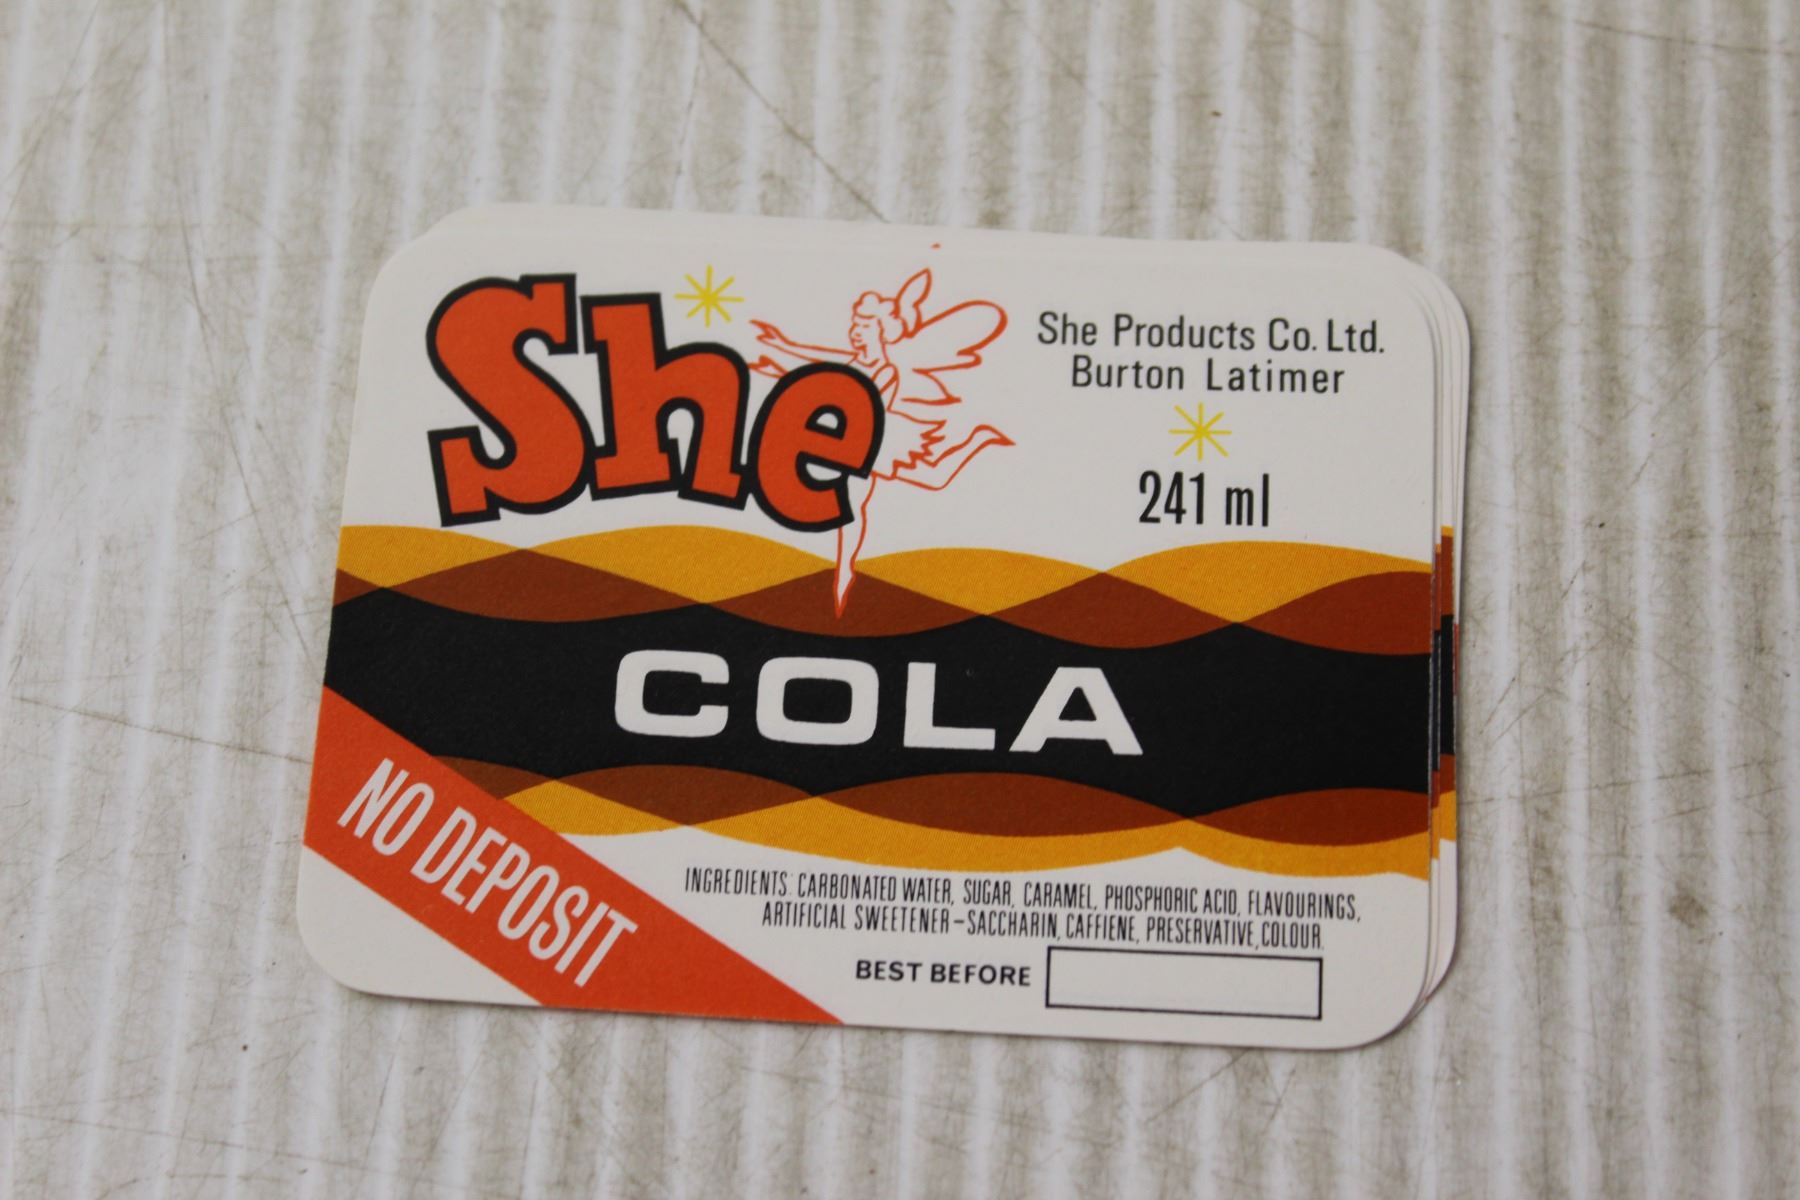 She
She Products Co. Ltd.
Burton Latimer
241 ml
COLA
NO DEPOSIT
INGREDIENTS: CARBONATED WATER, SUGAR, CARAMEL, PHOSPHORIC ACID, FLAVOURINGS,
ARTIFICIAL SWEETENER–SACCHARIN, CAFFIENE, PRESERVATIVE, COLOUR.
BEST BEFORE